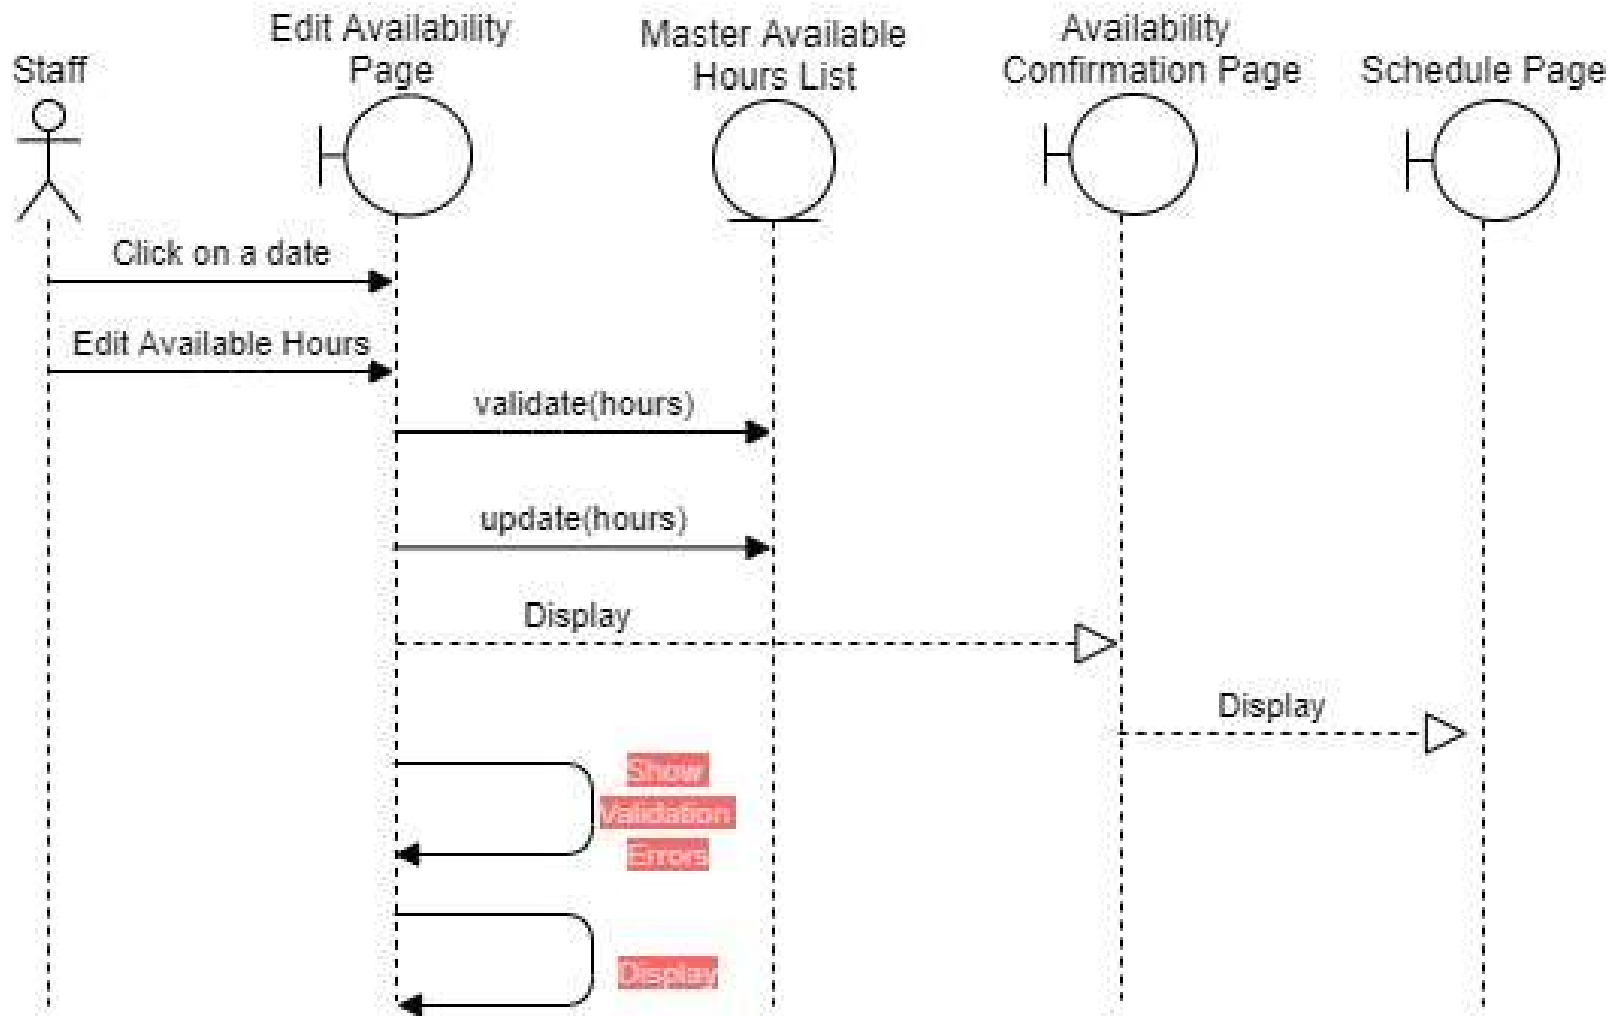 Staff
Edit Availability
Page
Master Available
Hours List
Availability
Confirmation Page
Schedule Page
Click on a date
Edit Available Hours
validate(hours)
update(hours)
Display
Display
Show
Validation
Errors
Display